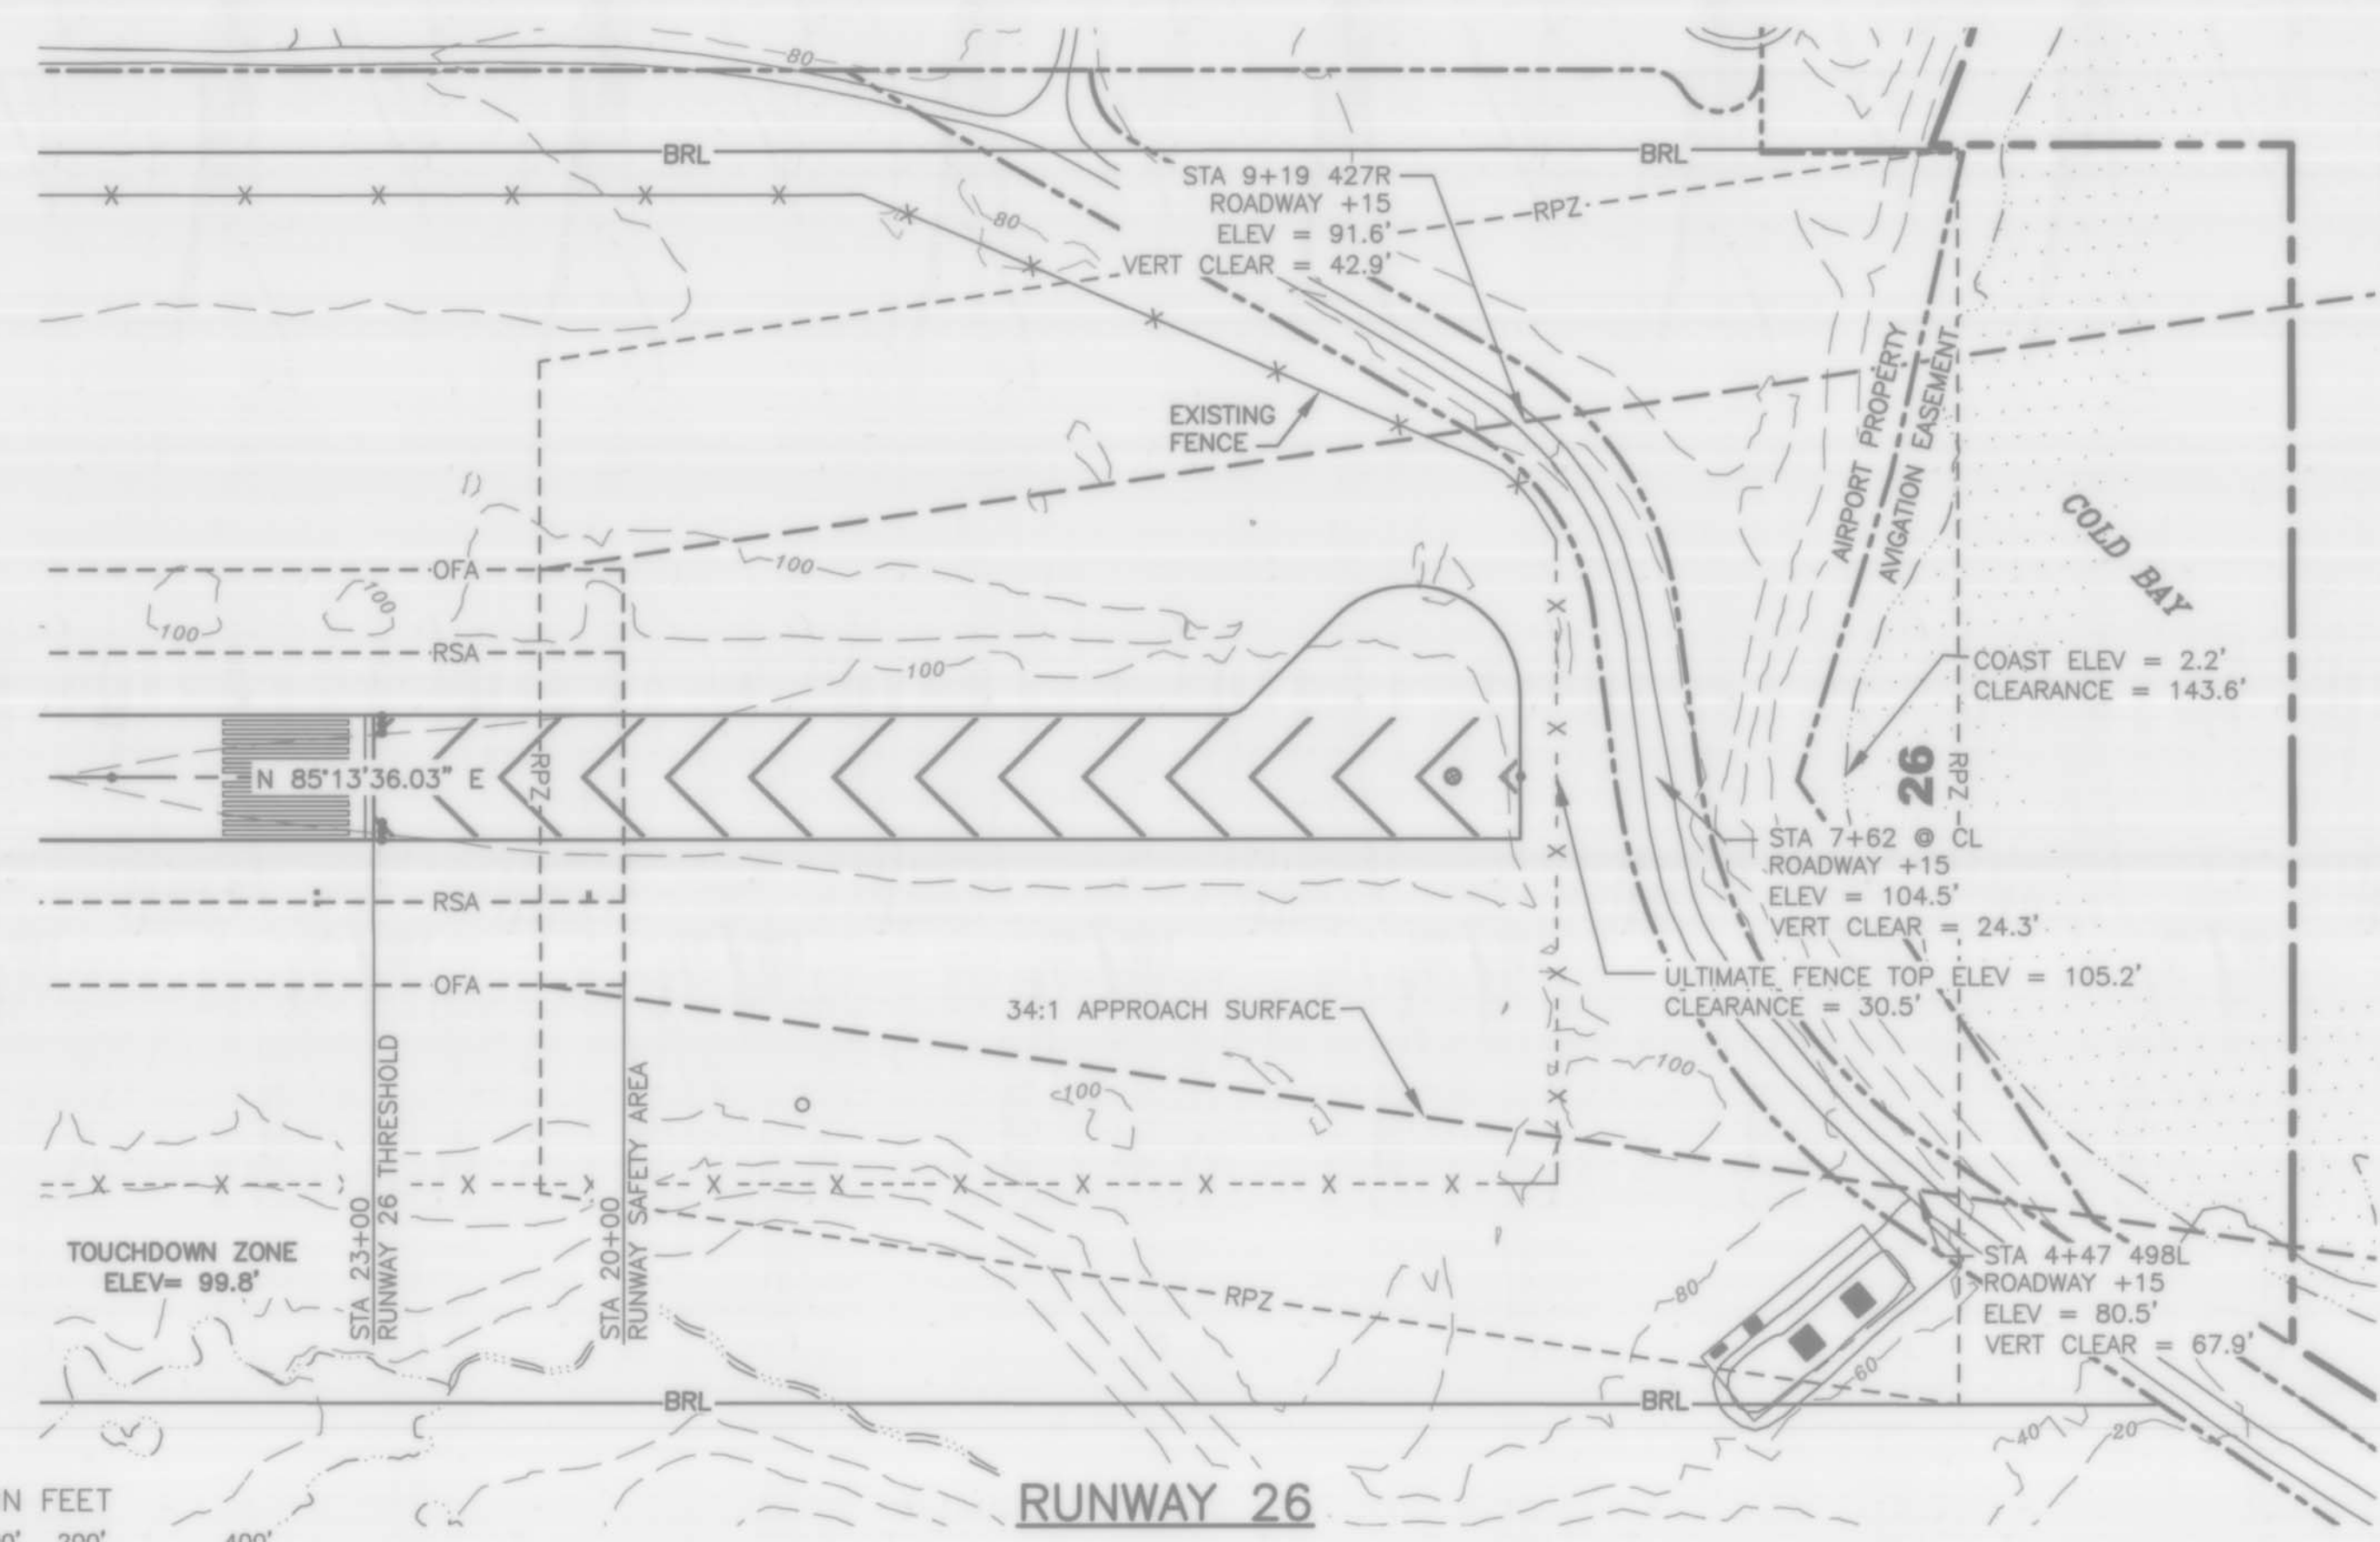 80
BRL
BRL
STA 9+19 427R
ROADWAY +15
ELEV = 91.6'
VERT CLEAR = 42.9'
RPZ
80
EXISTING
FENCE
AIRPORT PROPERTY
AVIGATION EASEMENT
COLD BAY
OFA
100
100
100
RSA
100
COAST ELEV = 2.2'
CLEARANCE = 143.6'
N 85°13'36.03" E
RPZ
26
RPZ
STA 7+62 @ CL
ROADWAY +15
ELEV = 104.5'
VERT CLEAR = 24.3'
RSA
OFA
ULTIMATE FENCE TOP ELEV = 105.2'
CLEARANCE = 30.5'
34:1 APPROACH SURFACE
100
100
STA 23+00
RUNWAY 26 THRESHOLD
STA 20+00
RUNWAY SAFETY AREA
TOUCHDOWN ZONE
ELEV= 99.8'
RPZ
80
STA 4+47 498L
ROADWAY +15
ELEV = 80.5'
VERT CLEAR = 67.9'
60
BRL
BRL
40
20
RUNWAY 26
N FEET
200'
400'